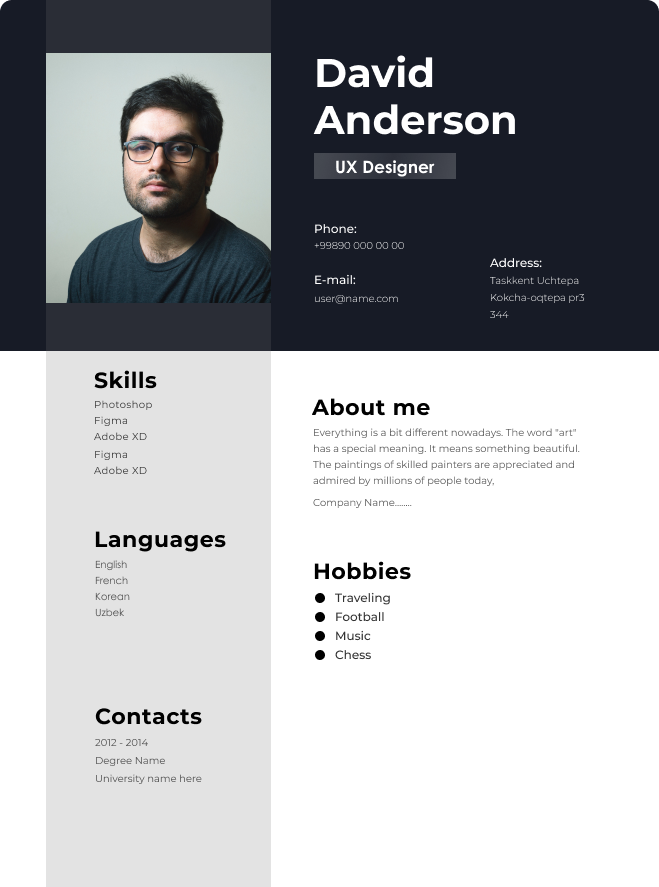 David
Anderson
UX Designer
Phone:
+99890 000 00 00
E-mail:
user@name.com
Address:
Taskkent Uchtepa
Kokcha-oqtepa pr3
344
Skills
Photoshop
Figma
Adobe XD
Figma
Adobe XD
Languages
English
French
Korean
Uzbek
Contacts
2012 - 2014
Degree Name
University name here
About me
Everything is a bit different nowadays. The word "art"
has a special meaning. It means something beautiful.
The paintings of skilled painters are appreciated and
admired by millions of people today,
Company Name........
Hobbies
Traveling
Football
Music
Chess